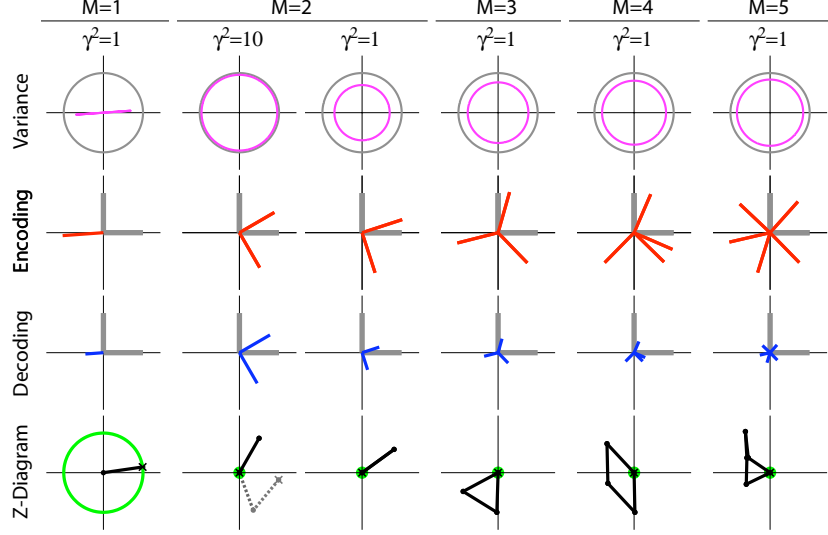 M=1 M=2 M=3 M=4 M=5
γ²=1 γ²=10 γ²=1 γ²=1 γ²=1 γ²=1
Variance
Encoding
Decoding
Z-Diagram